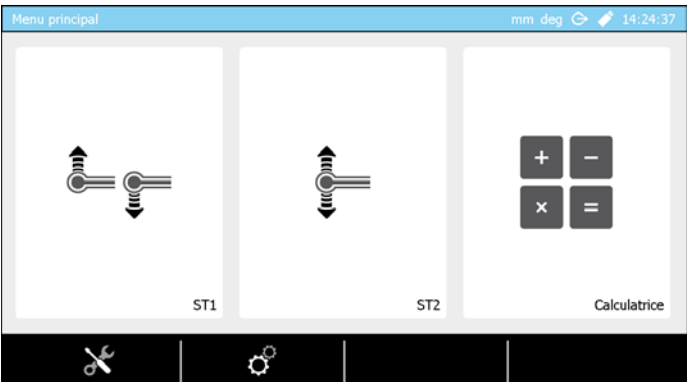 Menu principal
mm deg 14:24:37
ST1
ST2
+ −
× =
Calculatrice